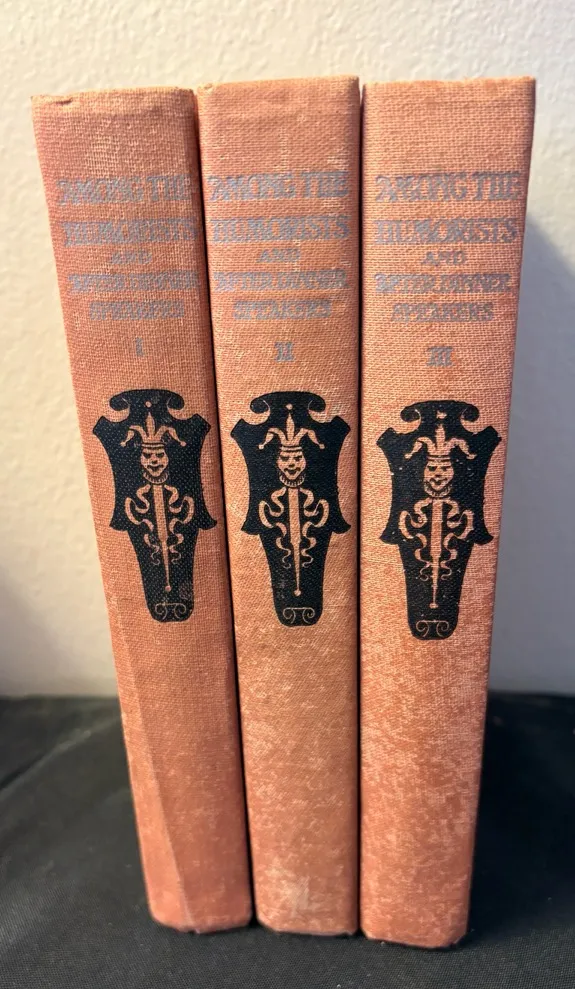 AMONG THE
HUMORISTS
AND
AFTER DINNER
SPEAKERS
I
AMONG THE
HUMORISTS
AND
AFTER DINNER
SPEAKERS
II
AMONG THE
HUMORISTS
AND
AFTER DINNER
SPEAKERS
III